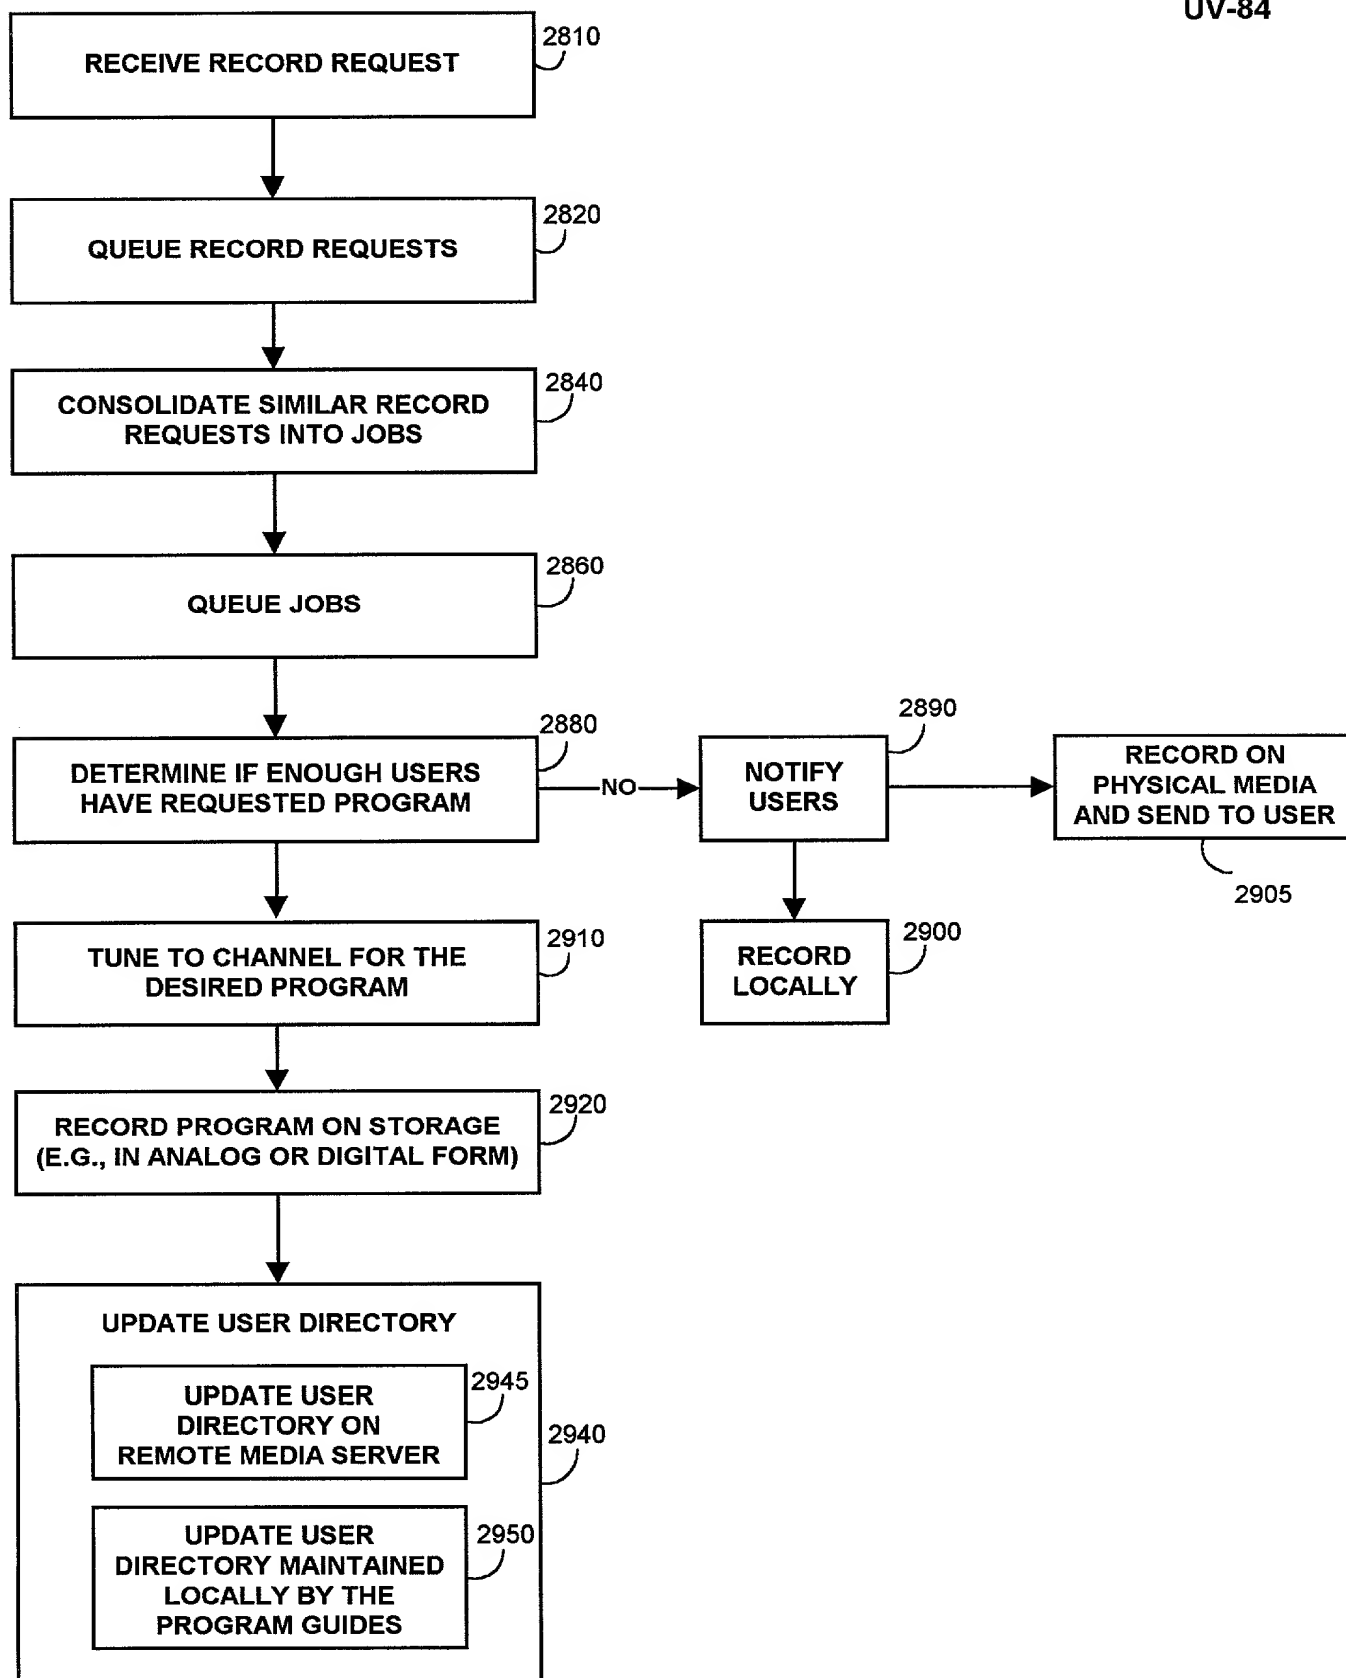 UV-84
RECEIVE RECORD REQUEST
2810
QUEUE RECORD REQUESTS
2820
CONSOLIDATE SIMILAR RECORD
REQUESTS INTO JOBS
2840
QUEUE JOBS
2860
DETERMINE IF ENOUGH USERS
HAVE REQUESTED PROGRAM
2880
NO
NOTIFY
USERS
2890
RECORD ON
PHYSICAL MEDIA
AND SEND TO USER
2905
RECORD
LOCALLY
2900
TUNE TO CHANNEL FOR THE
DESIRED PROGRAM
2910
RECORD PROGRAM ON STORAGE
(E.G., IN ANALOG OR DIGITAL FORM)
2920
UPDATE USER DIRECTORY
2940
UPDATE USER
DIRECTORY ON
REMOTE MEDIA SERVER
2945
UPDATE USER
DIRECTORY MAINTAINED
LOCALLY BY THE
PROGRAM GUIDES
2950